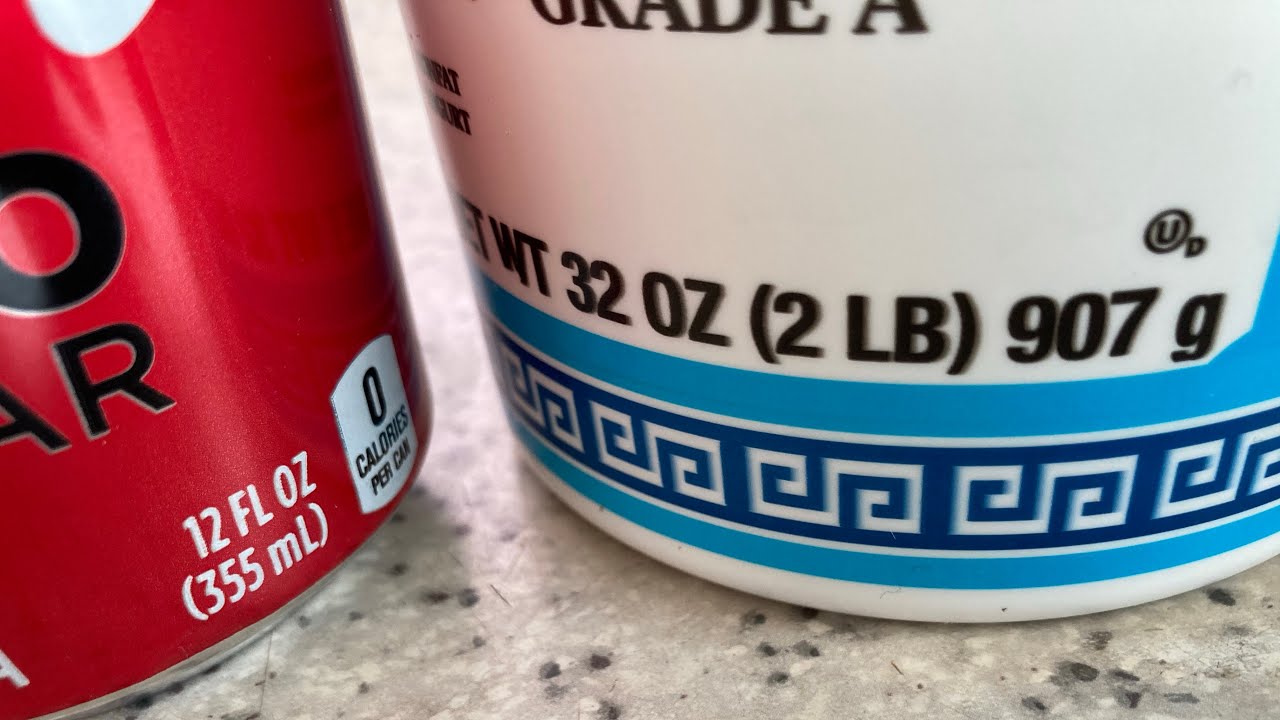 O
AR
12 FL OZ
(355 mL)
0
CALORIES
PER CAN
A
GRADE A
ET WT 32 OZ (2 LB) 907 g
U D